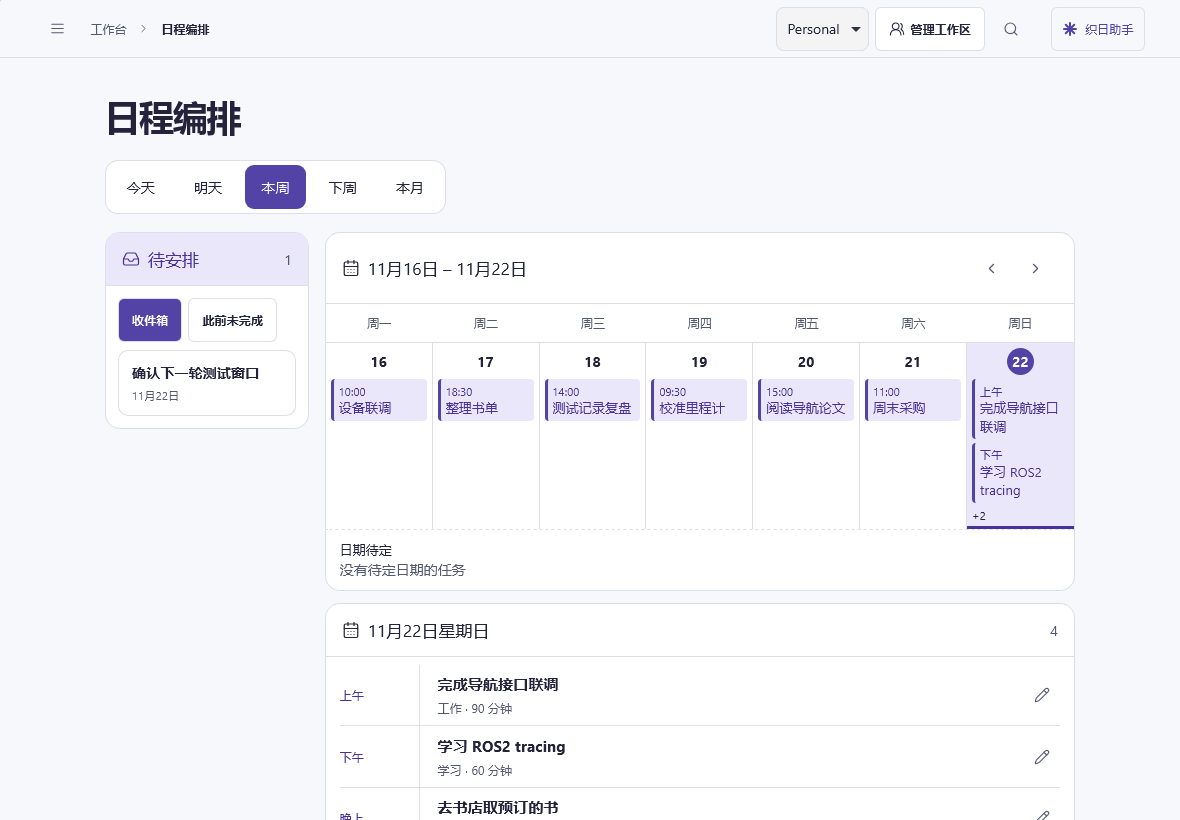 工作台
日程编排
Personal
管理工作区
织日助手
日程编排
今天
明天
本周
下周
本月
待安排
1
收件箱
此前未完成
确认下一轮测试窗口
11月22日
11月16日 – 11月22日
周一
周二
周三
周四
周五
周六
周日
16
17
18
19
20
21
22
10:00
设备联调
18:30
整理书单
14:00
测试记录复盘
09:30
校准里程计
15:00
阅读导航论文
11:00
周末采购
上午
完成导航接口
联调
下午
学习 ROS2
tracing
+2
日期待定
没有待定日期的任务
11月22日星期日
4
上午
完成导航接口联调
工作 · 90 分钟
下午
学习 ROS2 tracing
学习 · 60 分钟
晚上
去书店取预订的书